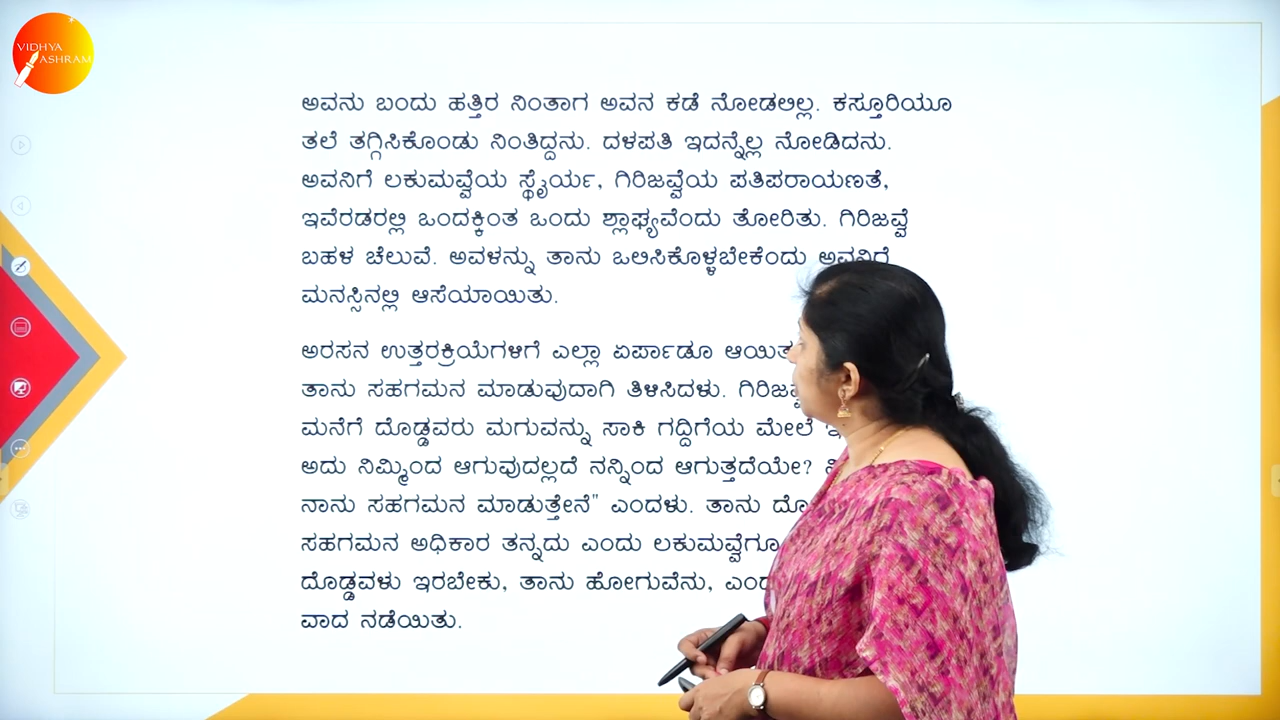 VIDHYA
ASHRAM
ಅವನು ಬಂದು ಹತ್ತಿರ ನಿಂತಾಗ ಅವನ ಕಡೆ ನೋಡಲಿಲ್ಲ. ಕಸ್ತೂರಿಯೂ
ತಲೆ ತಗ್ಗಿಸಿಕೊಂಡು ನಿಂತಿದ್ದನು. ದಳಪತಿ ಇದನ್ನೆಲ್ಲ ನೋಡಿದನು.
ಅವನಿಗೆ ಲಕುಮವ್ವೆಯ ಸ್ಥೈರ್ಯ, ಗಿರಿಜವ್ವೆಯ ಪತಿಪರಾಯಣತೆ,
ಇವೆರಡರಲ್ಲಿ ಒಂದಕ್ಕಿಂತ ಒಂದು ಶ್ಲಾಘ್ಯವೆಂದು ತೋರಿತು. ಗಿರಿಜವ್ವೆ
ಬಹಳ ಚೆಲುವೆ. ಅವಳನ್ನು ತಾನು ಒಲಿಸಿಕೊಳ್ಳಬೇಕೆಂದು
ಮನಸ್ಸಿನಲ್ಲಿ ಆಸೆಯಾಯಿತು.
ಅರಸನ ಉತ್ತರಕ್ರಿಯೆಗಳಿಗೆ ಎಲ್ಲಾ ಏರ್ಪಾಡೂ
ತಾನು ಸಹಗಮನ ಮಾಡುವುದಾಗಿ ತಿಳಿಸಿದಳು.
ಮನೆಗೆ ದೊಡ್ಡವರು ಮಗುವನ್ನು ಸಾಕಿ ಗದ್ದಿಗೆಯ ಮೇಲೆ
ಅದು ನಿಮ್ಮಿಂದ ಆಗುವುದಲ್ಲದೆ ನನ್ನಿಂದ ಆಗುತ್ತದೆಯೇ?
ನಾನು ಸಹಗಮನ ಮಾಡುತ್ತೇನೆ" ಎಂದಳು. ತಾನು
ಸಹಗಮನ ಅಧಿಕಾರ ತನ್ನದು ಎಂದು ಲಕುಮವ್ವೆಗೂ
ದೊಡ್ಡವಳು ಇರಬೇಕು, ತಾನು ಹೋಗುವೆನು,
ವಾದ ನಡೆಯಿತು.